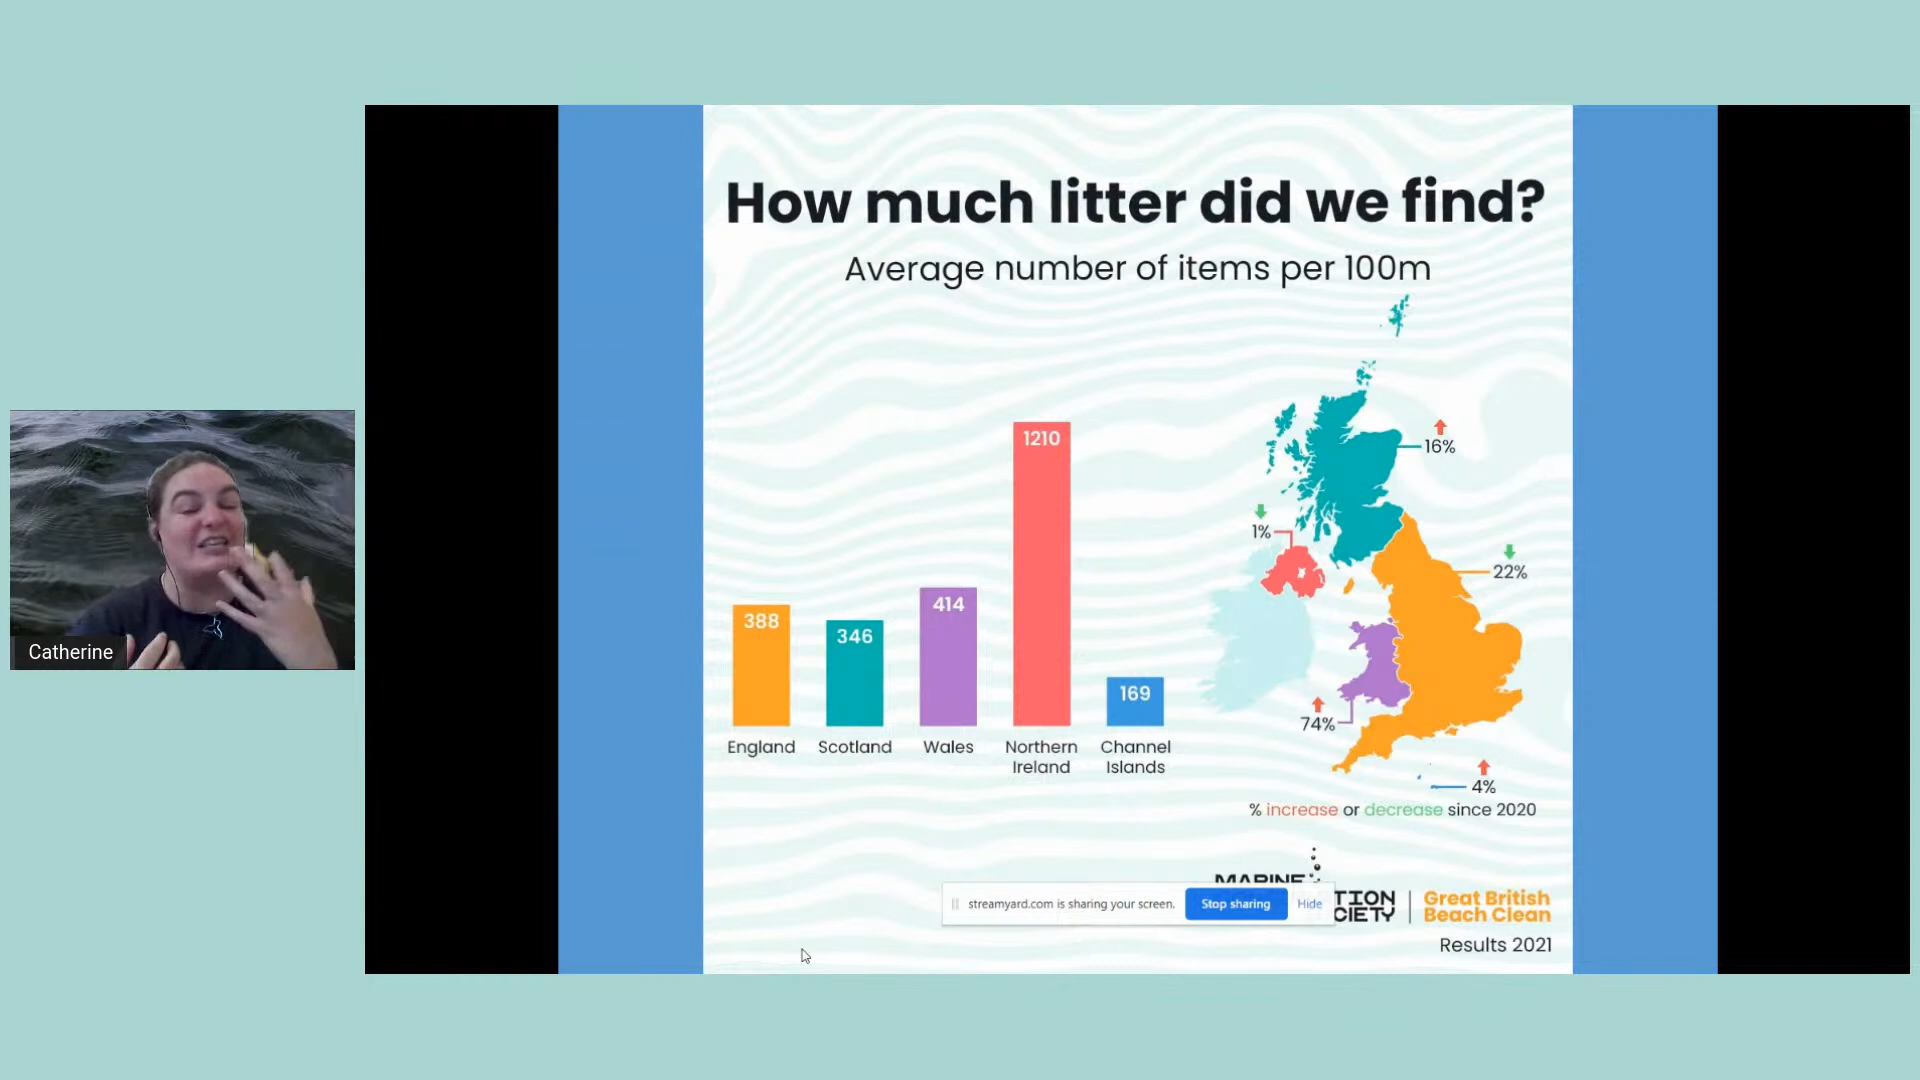 How much litter did we find?
Average number of items per 100m
16%
1%
22%
74%
4%
% increase or decrease since 2020
1210
388
346
414
169
England
Scotland
Wales
Northern
Ireland
Channel
Islands
Catherine
MARINE
streamyard.com is sharing your screen.
Stop sharing
Hide
TION
CIETY
Great British
Beach Clean
Results 2021